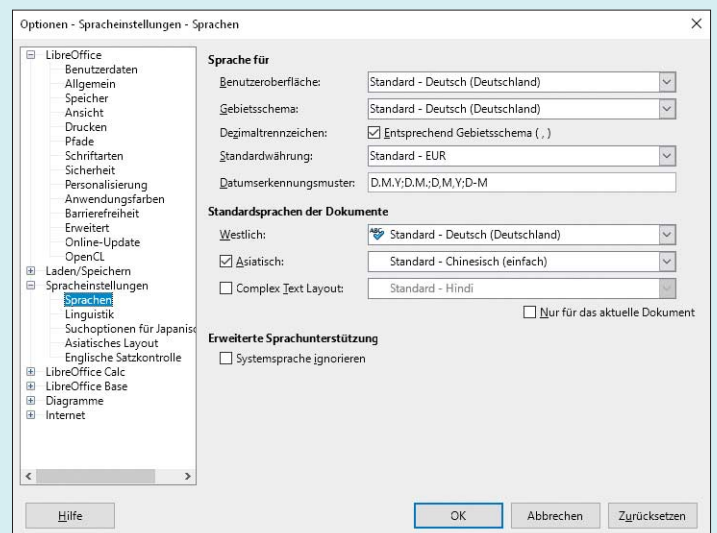 Optionen - Spracheinstellungen - Sprachen
LibreOffice
Benutzerdaten
Allgemein
Speicher
Ansicht
Drucken
Pfade
Schriftarten
Sicherheit
Personalisierung
Anwendungsfarben
Barrierefreiheit
Erweitert
Online-Update
OpenCL
Laden/Speichern
Spracheinstellungen
Sprachen
Linguistik
Suchoptionen für Japanisc
Asiatisches Layout
Englische Satzkontrolle
LibreOffice Calc
LibreOffice Base
Diagramme
Internet
Sprache für
Benutzeroberfläche: Standard - Deutsch (Deutschland)
Gebietsschema: Standard - Deutsch (Deutschland)
Dezimaltrennzeichen: Entsprechend Gebietsschema ( , )
Standardwährung: Standard - EUR
Datumserkennungsmuster: D.M.Y;D.M.;D,M,Y;D-M
Standardsprachen der Dokumente
Westlich: ABC Standard - Deutsch (Deutschland)
Asiatisch: Standard - Chinesisch (einfach)
Complex Text Layout: Standard - Hindi
Nur für das aktuelle Dokument
Erweiterte Sprachunterstützung
Systemsprache ignorieren
Hilfe OK Abbrechen Zurücksetzen